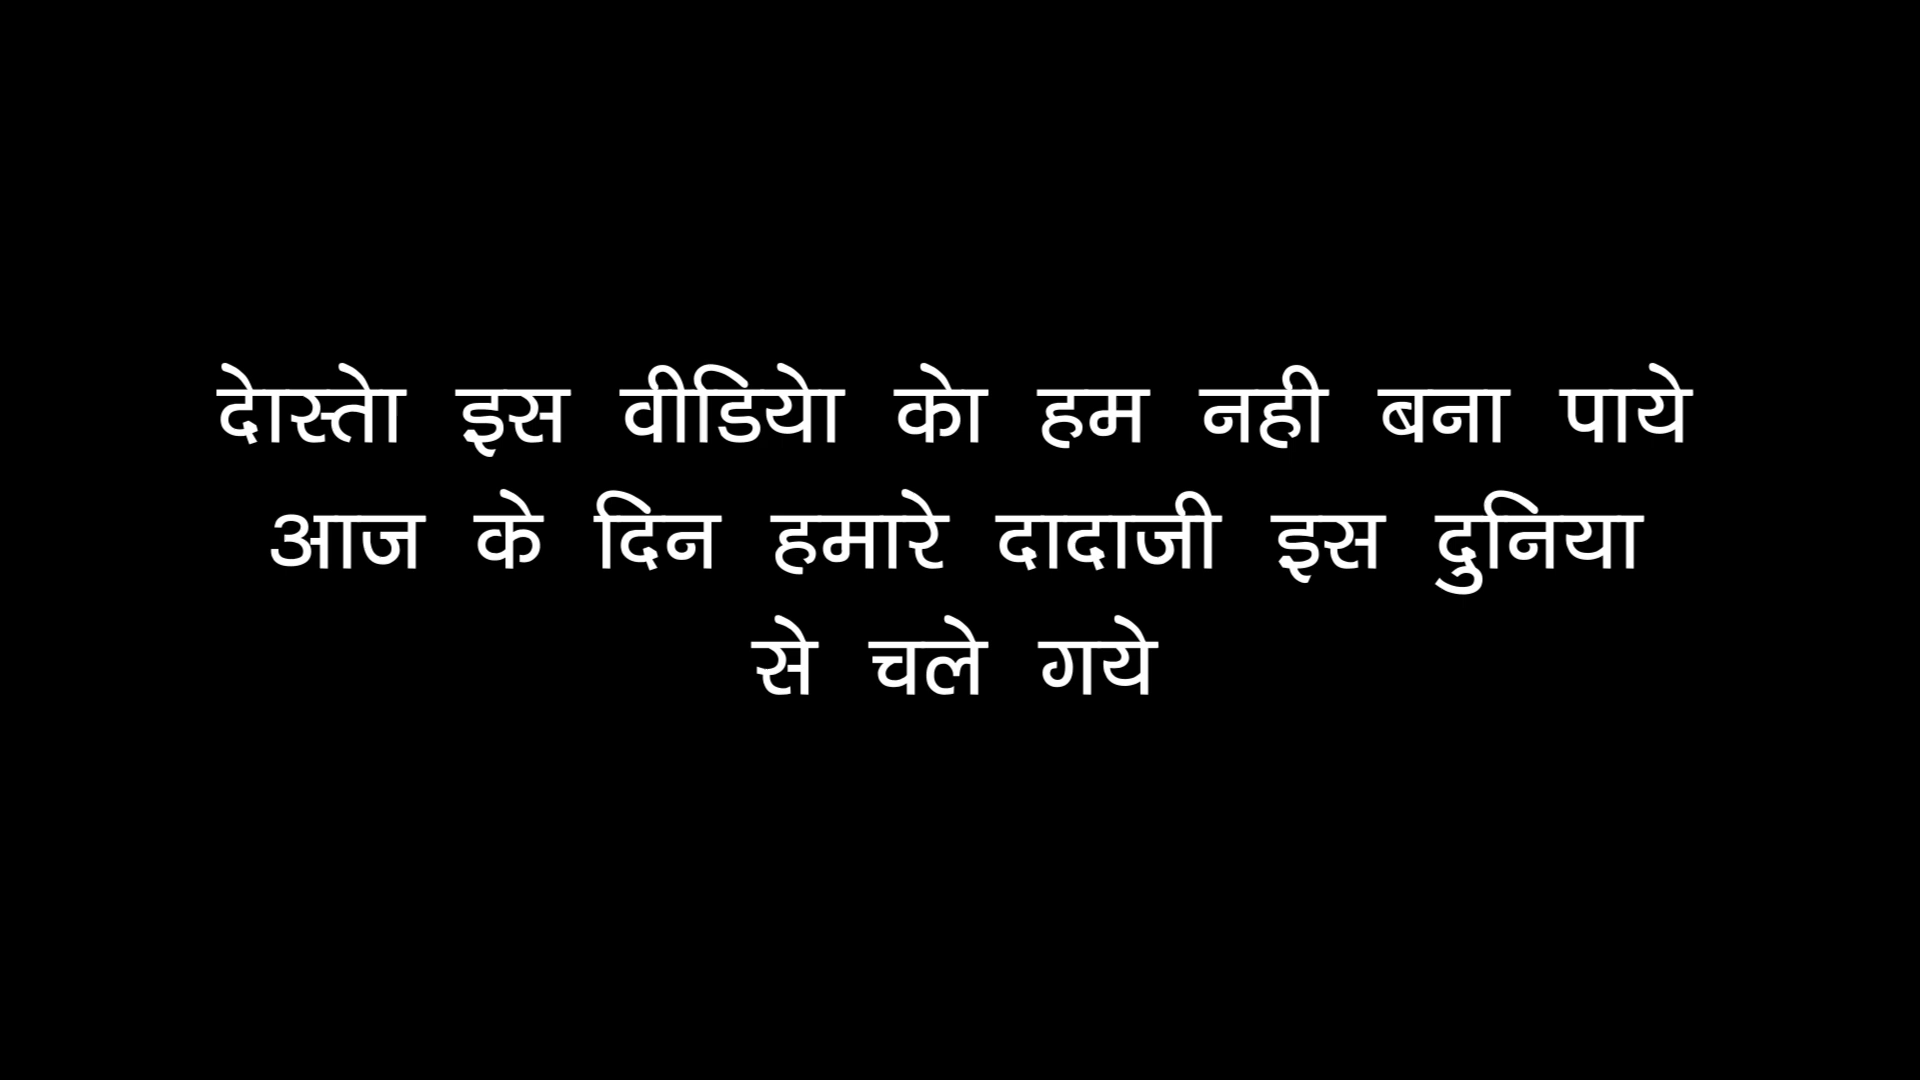 दोस्तो इस वीडियो को हम नही बना पाये
आज के दिन हमारे दादाजी इस दुनिया
से चले गये